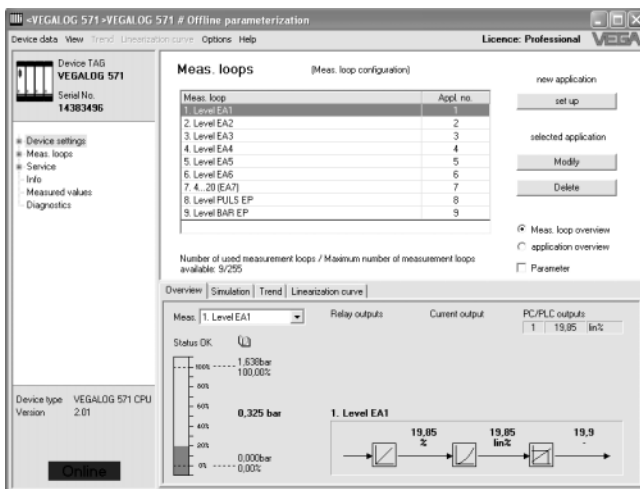 <VEGALOG 571 >VEGALOG 571 # Offline parameterization
Device data View Trend Linearization curve Options Help
Licence: Professional VEGA
Device TAG
VEGALOG 571
Serial No.
14383496
Device settings
Meas. loops
Service
Info
Measured values
Diagnostics
Device type VEGALOG 571 CPU
Version 2.01
Online
Meas. loops (Meas. loop configuration)
Meas. loop Appl. no.
1. Level EA1 1
2. Level EA2 2
3. Level EA3 3
4. Level EA4 4
5. Level EA5 5
6. Level EA6 6
7. 4...20 (EA7) 7
8. Level PULS EP 8
9. Level BAR EP 9
Number of used measurement loops / Maximum number of measurement loops
available: 9/255
new application
set up
selected application
Modify
Delete
Meas. loop overview
application overview
Parameter
Overview Simulation Trend Linearization curve
Meas. 1. Level EA1
Relay outputs Current output PC/PLC outputs
1 19,85 lin%
Status OK
100% 1,638bar
100,00%
80%
60%
0,325 bar
40%
20%
0% 0,000bar
0,00%
1. Level EA1
19,85 19,85 19,9
% lin% -